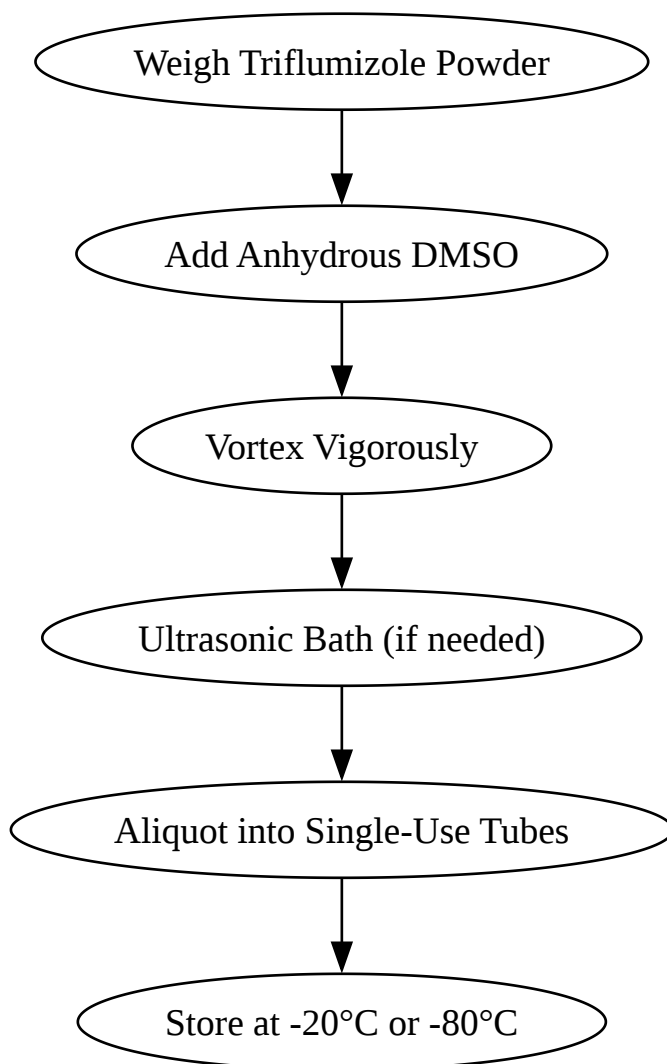 Weigh Triflumizole Powder
Add Anhydrous DMSO
Vortex Vigorously
Ultrasonic Bath (if needed)
Aliquot into Single-Use Tubes
Store at -20°C or -80°C